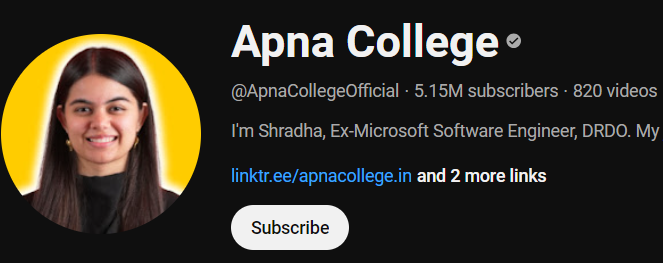 Apna College
@ApnaCollegeOfficial · 5.15M subscribers · 820 videos
I'm Shradha, Ex-Microsoft Software Engineer, DRDO. My
linktr.ee/apnacollege.in and 2 more links
Subscribe